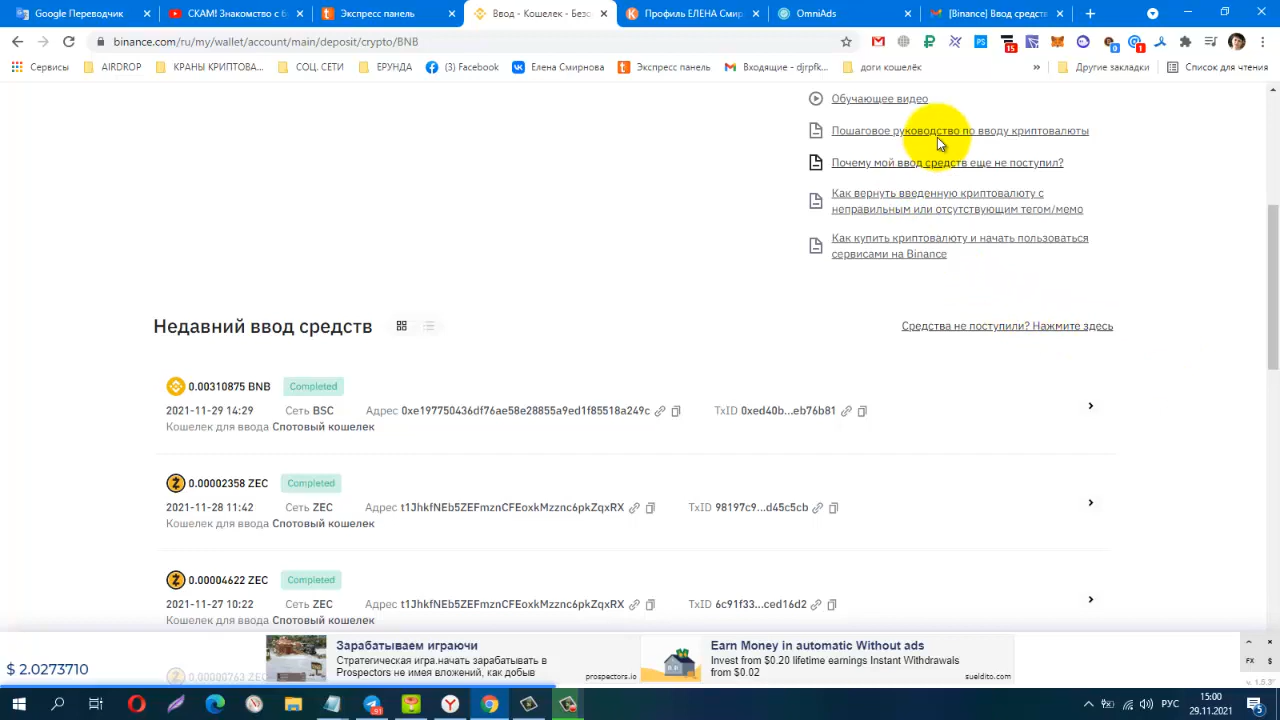 Google Переводчик
СКАМ! Знакомство с Б
Экспресс панель
Ввод - Кошелек - Безо
Профиль ЕЛЕНА Смир
OmniAds
[Binance] Ввод средств
binance.com/ru/my/wallet/account/main/deposit/crypto/BNB
15
0
1
Сервисы
AIRDROP
КРАНЫ КРИПТОВА...
СОЦ. СЕТИ
ЕРУНДА
(3) Facebook
Елена Смирнова
Экспресс панель
Входящие - djrpfk...
доги кошелёк
»
Другие закладки
Список для чтения
Обучающее видео
Пошаговое руководство по вводу криптовалюты
Почему мой ввод средств еще не поступил?
Как вернуть введенную криптовалюту с
неправильным или отсутствующим тегом/мемо
Как купить криптовалюту и начать пользоваться
сервисами на Binance
Недавний ввод средств
Средства не поступили? Нажмите здесь
0.00310875 BNB Completed
2021-11-29 14:29 Сеть BSC Адрес 0xe197750436df76ae58e28855a9ed1f85518a249c TxID 0xed40b...eb76b81
Кошелек для ввода Спотовый кошелек
0.00002358 ZEC Completed
2021-11-28 11:42 Сеть ZEC Адрес t1JhkfNEb5ZEFmznCFEoxkMzznc6pkZqxRX TxID 98197c9...d45c5cb
Кошелек для ввода Спотовый кошелек
0.00004622 ZEC Completed
2021-11-27 10:22 Сеть ZEC Адрес t1JhkfNEb5ZEFmznCFEoxkMzznc6pkZqxRX TxID 6c91f33...ced16d2
Кошелек для ввода Спотовый кошелек
0.00000763 ZEC
$ 2.0273710
Зарабатываем играючи
Стратегическая игра.начать зарабатывать в
Prospectors не имея вложений, как добыв
prospectors.io
Earn Money in automatic Without ads
Invest from $0.20 lifetime earnings Instant Withdrawals
from $0.02
sueldito.com
FX $
v. 1.5.3
РУС
15:00
29.11.2021